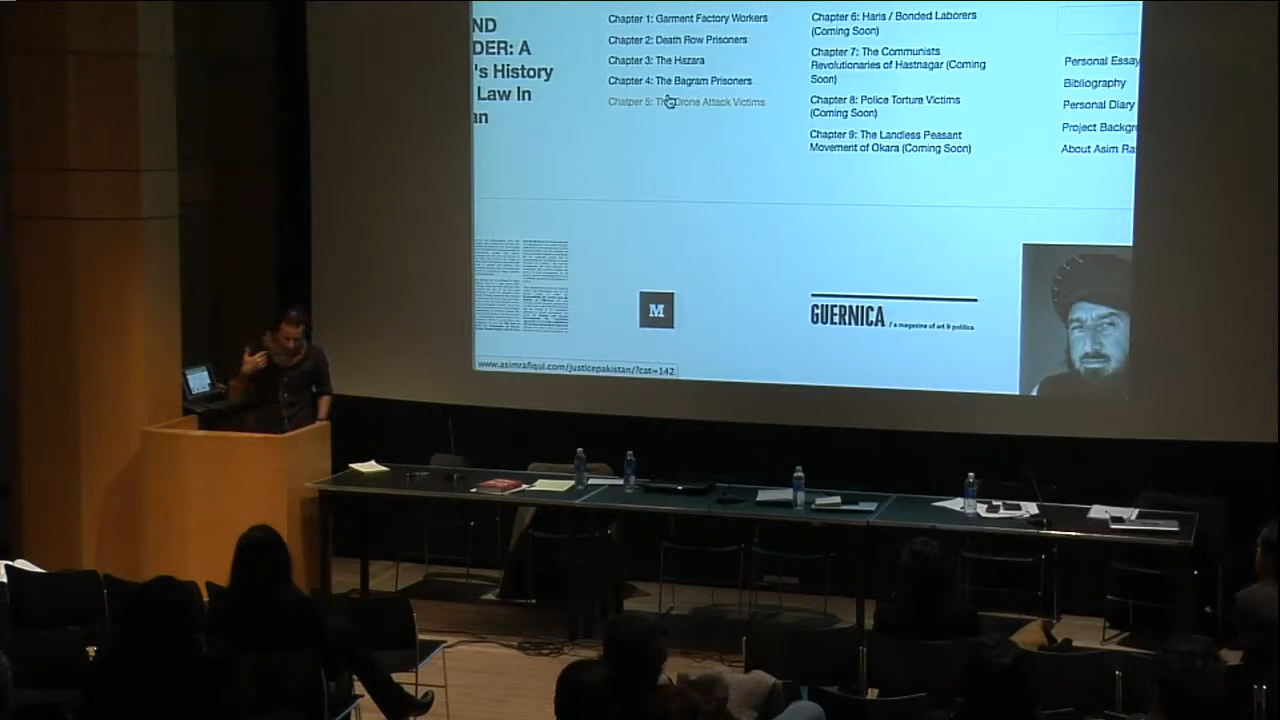 ND
DER: A
's History
Law In
an
Chapter 1: Garment Factory Workers
Chapter 2: Death Row Prisoners
Chapter 3: The Hazara
Chapter 4: The Bagram Prisoners
Chatper 5: The Drone Attack Victims
Chapter 6: Haris / Bonded Laborers
(Coming Soon)
Chapter 7: The Communists
Revolutionaries of Hastnagar (Coming
Soon)
Chapter 8: Police Torture Victims
(Coming Soon)
Chapter 9: The Landless Peasant
Movement of Okara (Coming Soon)
Personal Essay
Bibliography
Personal Diary
Project Backgr
About Asim Ra
M
GUERNICA / a magazine of art & politics
www.asimrafiqui.com/justicepakistan/?cat=142